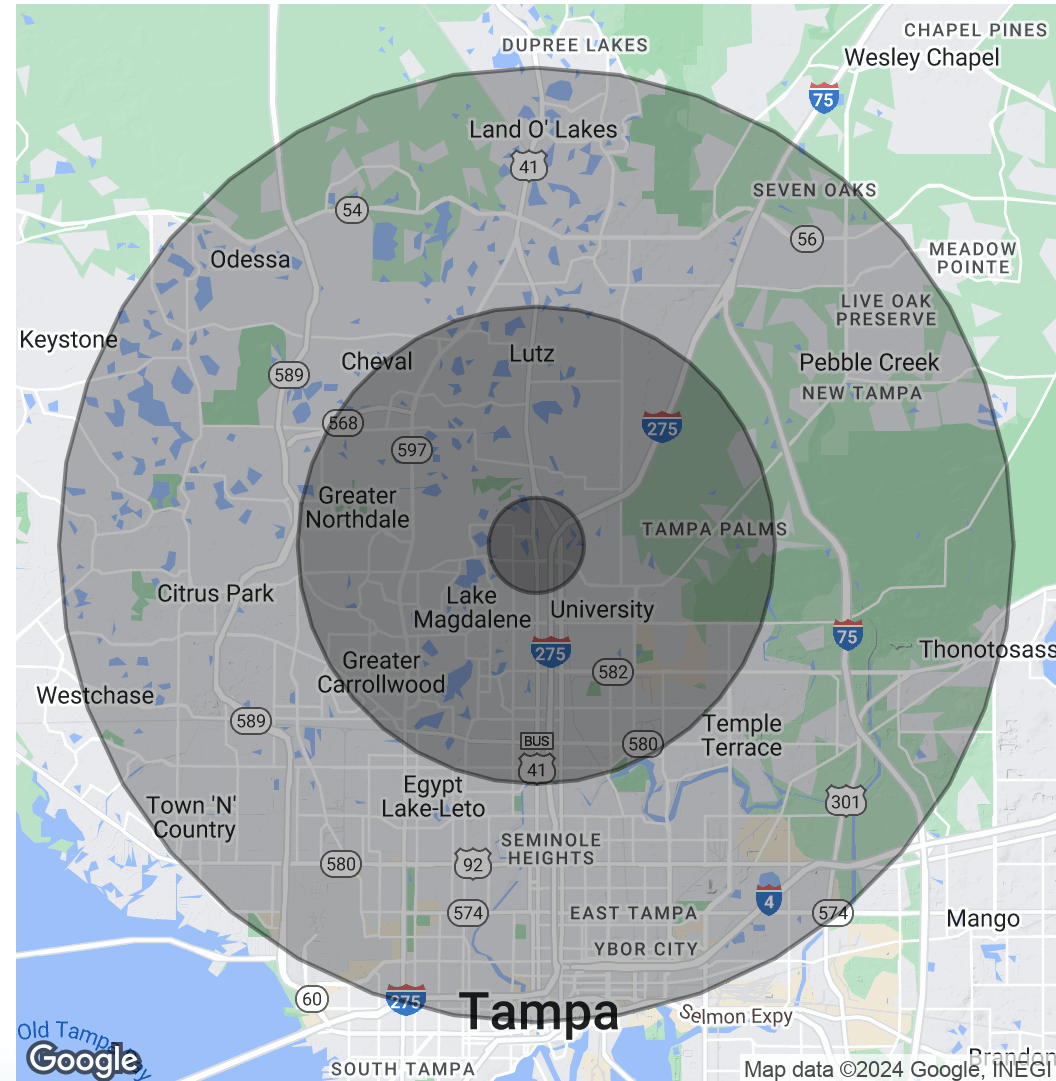 DUPREE LAKES
CHAPEL PINES
Wesley Chapel
75
Land O' Lakes
41
SEVEN OAKS
54
56
Odessa
MEADOW
POINTE
LIVE OAK
PRESERVE
Keystone
Cheval
Lutz
Pebble Creek
589
NEW TAMPA
568
275
597
Greater
Northdale
TAMPA PALMS
Citrus Park
Lake
Magdalene
University
75
275
Thonotosass
Greater
Carrollwood
582
Westchase
589
Temple
Terrace
BUS
41
580
Egypt
Lake-Leto
301
Town 'N'
Country
SEMINOLE
HEIGHTS
580
92
4
574
EAST TAMPA
574
Mango
YBOR CITY
60
275
Tampa
Selmon Expy
Old Tampa Bay
Google
SOUTH TAMPA
Brandon
Map data ©2024 Google, INEGI